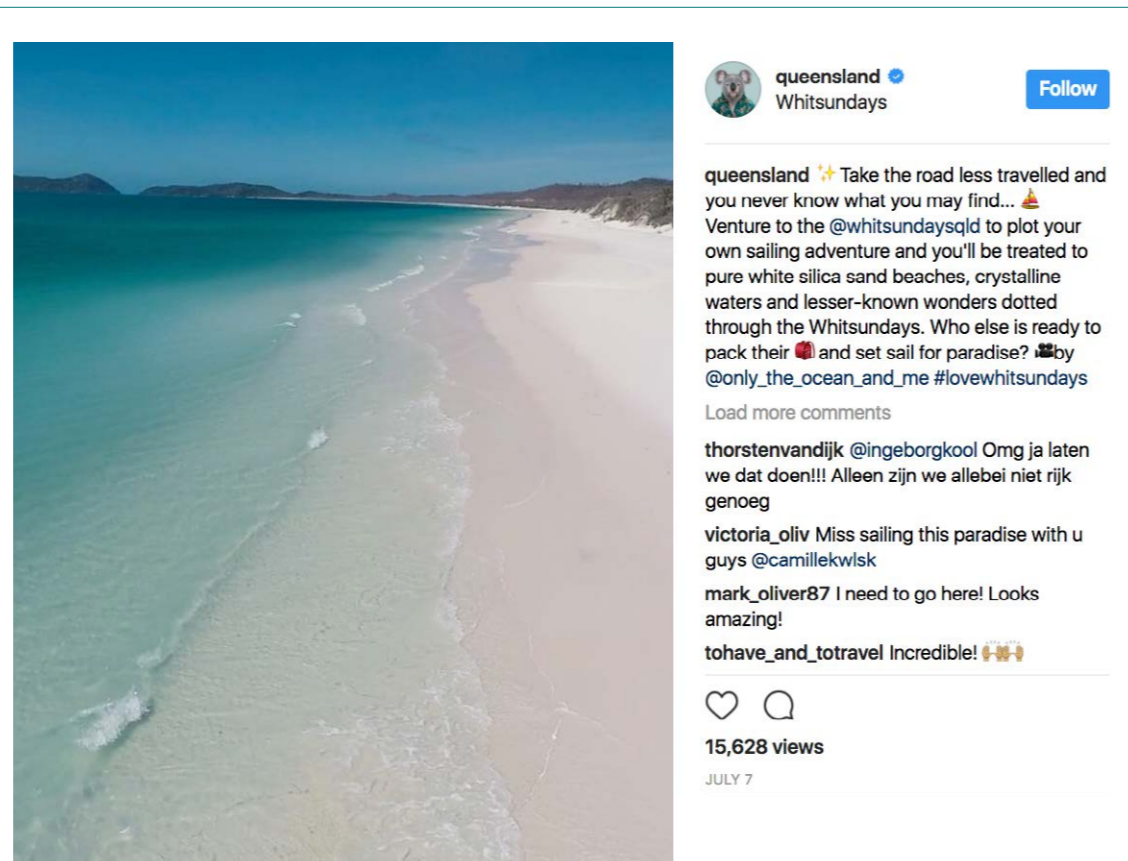 queensland
Whitsundays
Follow
queensland ✨ Take the road less travelled and
you never know what you may find... ⛵
Venture to the @whitsundaysqld to plot your
own sailing adventure and you'll be treated to
pure white silica sand beaches, crystalline
waters and lesser-known wonders dotted
through the Whitsundays. Who else is ready to
pack their 🎒 and set sail for paradise? 🎥by
@only_the_ocean_and_me #lovewhitsundays
Load more comments
thorstenvandijk @ingeborgkool Omg ja laten
we dat doen!!! Alleen zijn we allebei niet rijk
genoeg
victoria_oliv Miss sailing this paradise with u
guys @camillekwlsk
mark_oliver87 I need to go here! Looks
amazing!
tohave_and_totravel Incredible! 🙌🏼🙌🏼
15,628 views
JULY 7